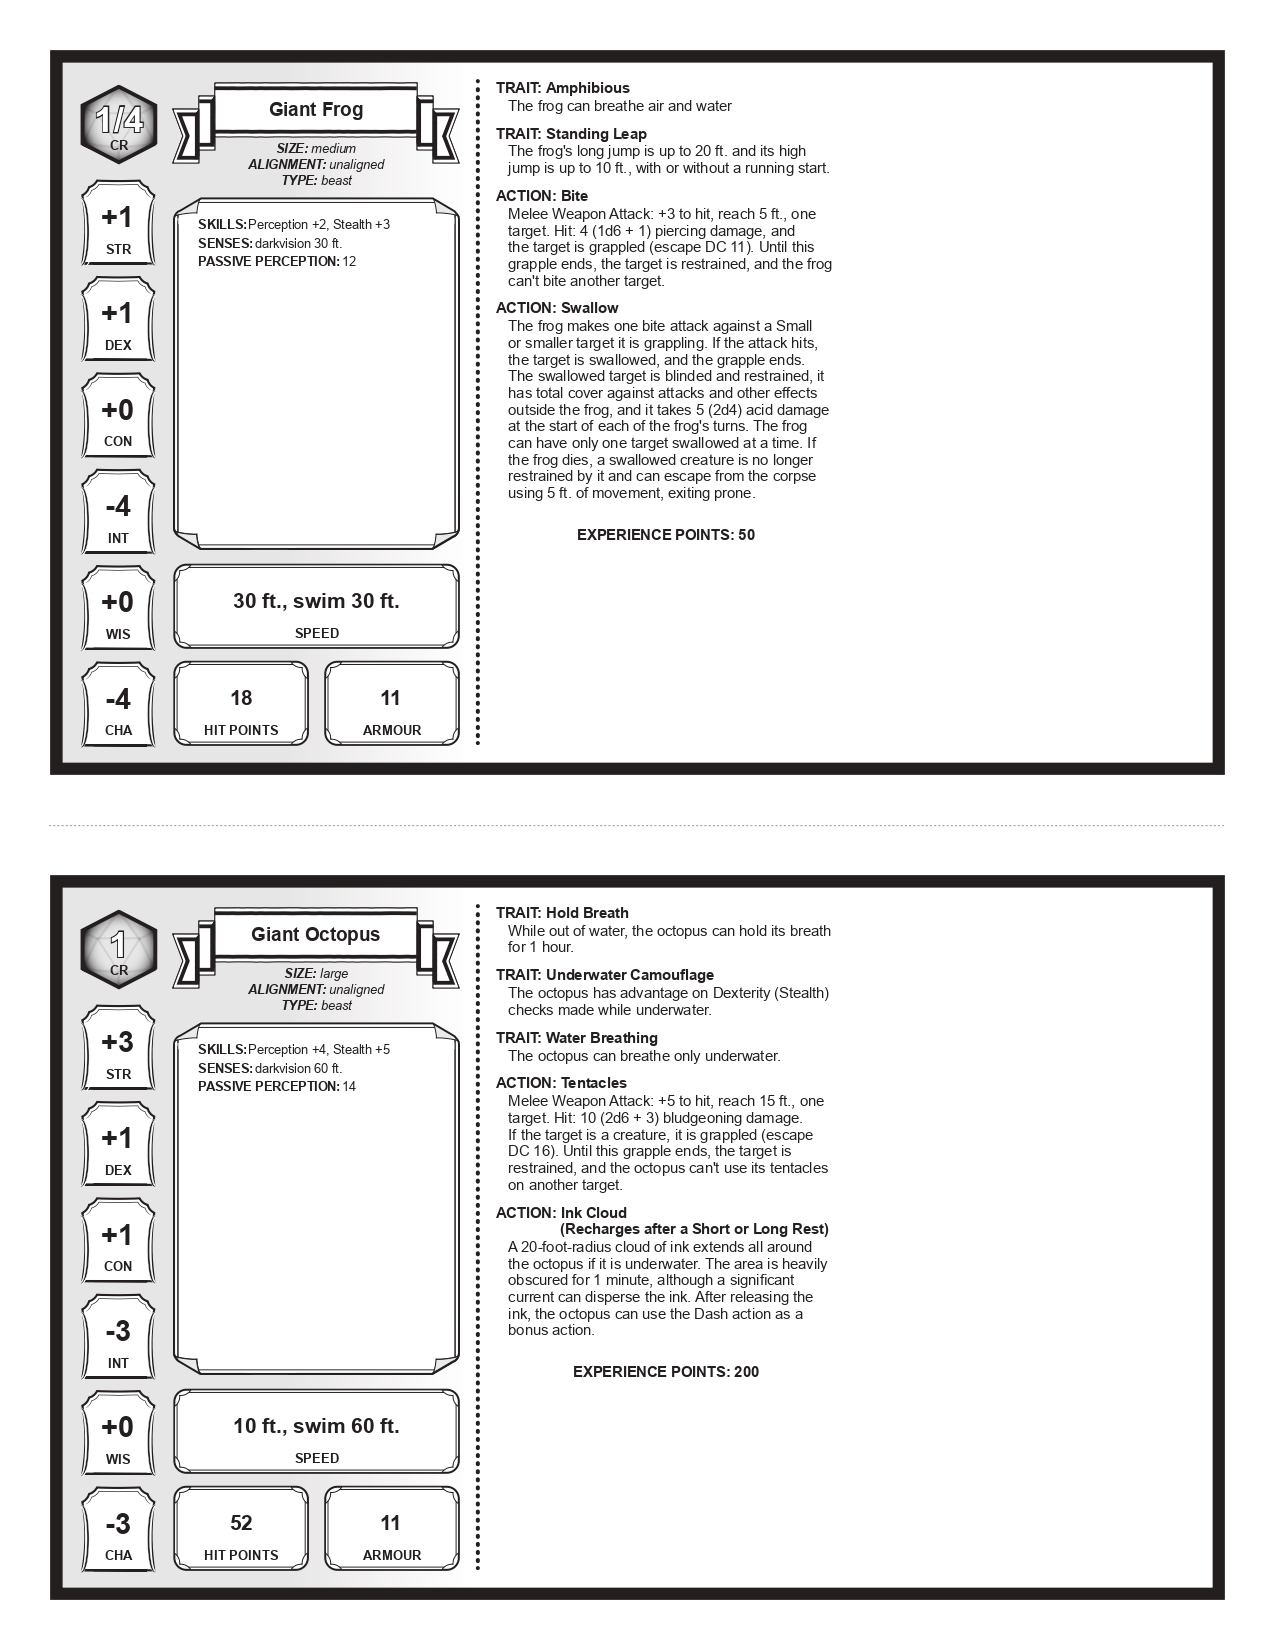 1/4
CR
Giant Frog
SIZE: medium
ALIGNMENT: unaligned
TYPE: beast
+1
STR
+1
DEX
+0
CON
-4
INT
+0
WIS
-4
CHA
SKILLS: Perception +2, Stealth +3
SENSES: darkvision 30 ft.
PASSIVE PERCEPTION: 12
30 ft., swim 30 ft.
SPEED
18
HIT POINTS
11
ARMOUR
TRAIT: Amphibious
The frog can breathe air and water
TRAIT: Standing Leap
The frog's long jump is up to 20 ft. and its high
jump is up to 10 ft., with or without a running start.
ACTION: Bite
Melee Weapon Attack: +3 to hit, reach 5 ft., one
target. Hit: 4 (1d6 + 1) piercing damage, and
the target is grappled (escape DC 11). Until this
grapple ends, the target is restrained, and the frog
can't bite another target.
ACTION: Swallow
The frog makes one bite attack against a Small
or smaller target it is grappling. If the attack hits,
the target is swallowed, and the grapple ends.
The swallowed target is blinded and restrained, it
has total cover against attacks and other effects
outside the frog, and it takes 5 (2d4) acid damage
at the start of each of the frog's turns. The frog
can have only one target swallowed at a time. If
the frog dies, a swallowed creature is no longer
restrained by it and can escape from the corpse
using 5 ft. of movement, exiting prone.
EXPERIENCE POINTS: 50
1
CR
Giant Octopus
SIZE: large
ALIGNMENT: unaligned
TYPE: beast
+3
STR
+1
DEX
+1
CON
-3
INT
+0
WIS
-3
CHA
SKILLS: Perception +4, Stealth +5
SENSES: darkvision 60 ft.
PASSIVE PERCEPTION: 14
10 ft., swim 60 ft.
SPEED
52
HIT POINTS
11
ARMOUR
TRAIT: Hold Breath
While out of water, the octopus can hold its breath
for 1 hour.
TRAIT: Underwater Camouflage
The octopus has advantage on Dexterity (Stealth)
checks made while underwater.
TRAIT: Water Breathing
The octopus can breathe only underwater.
ACTION: Tentacles
Melee Weapon Attack: +5 to hit, reach 15 ft., one
target. Hit: 10 (2d6 + 3) bludgeoning damage.
If the target is a creature, it is grappled (escape
DC 16). Until this grapple ends, the target is
restrained, and the octopus can't use its tentacles
on another target.
ACTION: Ink Cloud
(Recharges after a Short or Long Rest)
A 20-foot-radius cloud of ink extends all around
the octopus if it is underwater. The area is heavily
obscured for 1 minute, although a significant
current can disperse the ink. After releasing the
ink, the octopus can use the Dash action as a
bonus action.
EXPERIENCE POINTS: 200